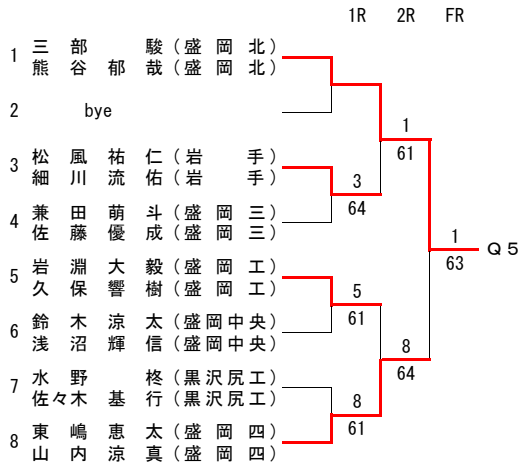 1R 2R FR
1 三部 駿(盛岡北)
熊谷郁哉(盛岡北)
2 bye
1
61
3 松風祐仁(岩手)
細川流佑(岩手)
3
64
4 兼田萌斗(盛岡三)
佐藤優成(盛岡三)
1
63
Q5
5 岩淵大毅(盛岡工)
久保響樹(盛岡工)
5
61
6 鈴木涼太(盛岡中央)
浅沼輝信(盛岡中央)
8
64
7 水野 柊(黒沢尻工)
佐々木基行(黒沢尻工)
8
61
8 東嶋恵太(盛岡四)
山内涼真(盛岡四)